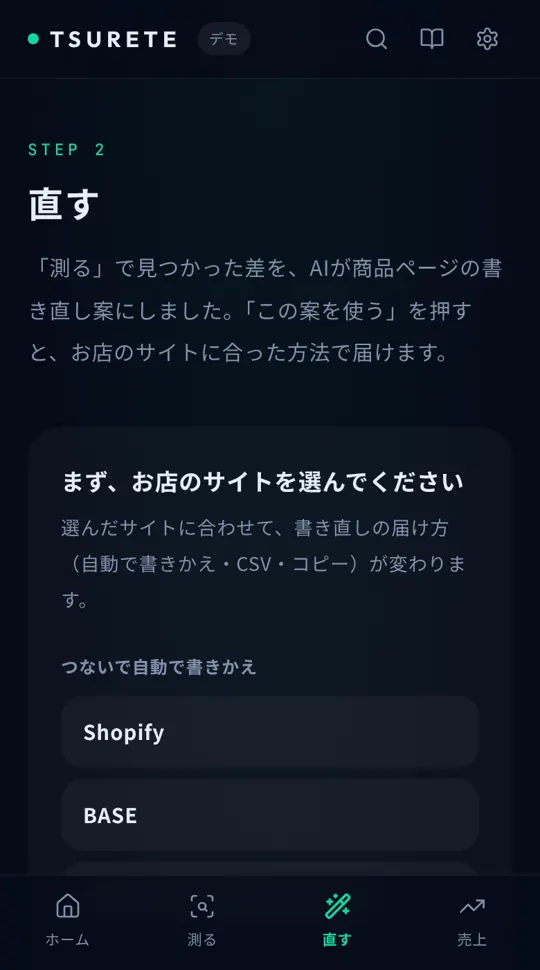 TSURETE デモ
STEP 2
直す
「測る」で見つかった差を、AIが商品ページの書
き直し案にしました。「この案を使う」を押す
と、お店のサイトに合った方法で届けます。
まず、お店のサイトを選んでください
選んだサイトに合わせて、書き直しの届け方
（自動で書きかえ・CSV・コピー）が変わりま
す。
つないで自動で書きかえ
Shopify
BASE
ホーム 測る 直す 売上